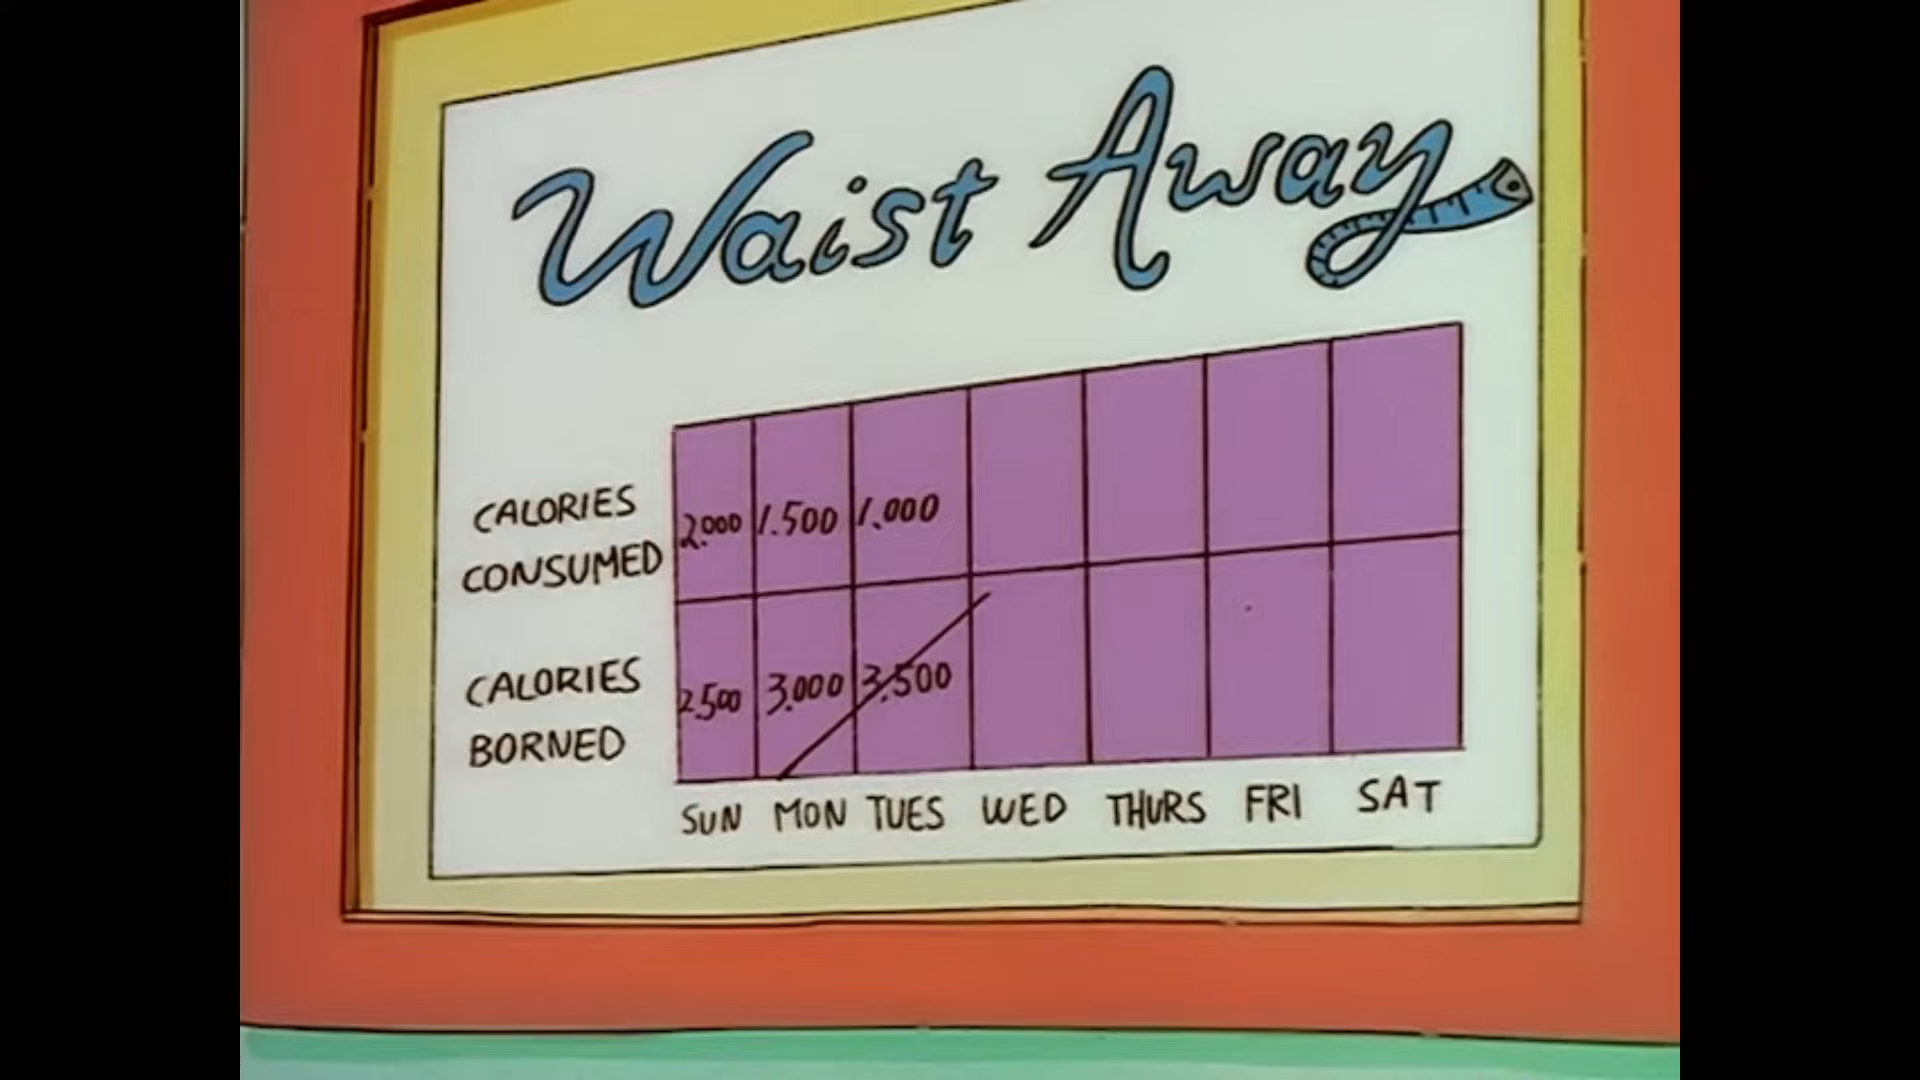 Waist Away
CALORIES
CONSUMED
2.000 1.500 1.000
CALORIES
BORNED
2.500 3.000 3.500
SUN MON TUES WED THURS FRI SAT